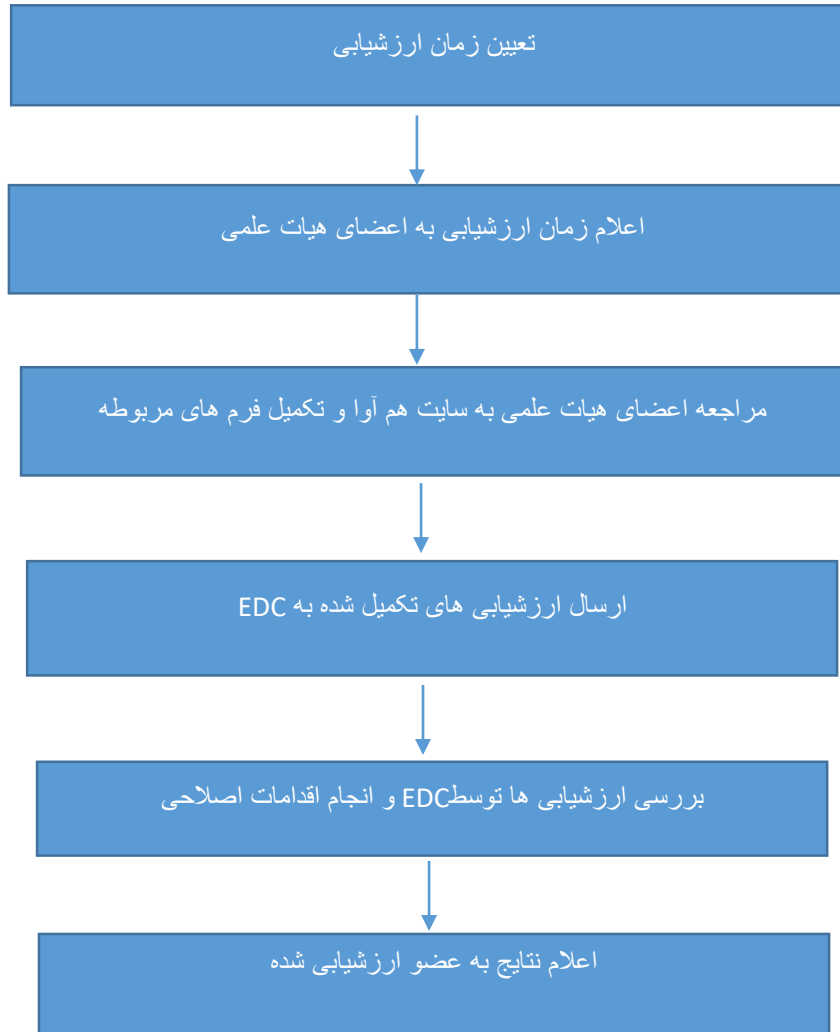 تعیین زمان ارزشیابی
اعلام زمان ارزشیابی به اعضای هیات علمی
مراجعه اعضای هیات علمی به سایت هم آوا و تکمیل فرم های مربوطه
ارسال ارزشیابی های تکمیل شده به EDC
بررسی ارزشیابی ها توسطEDC و انجام اقدامات اصلاحی
اعلام نتایج به عضو ارزشیابی شده